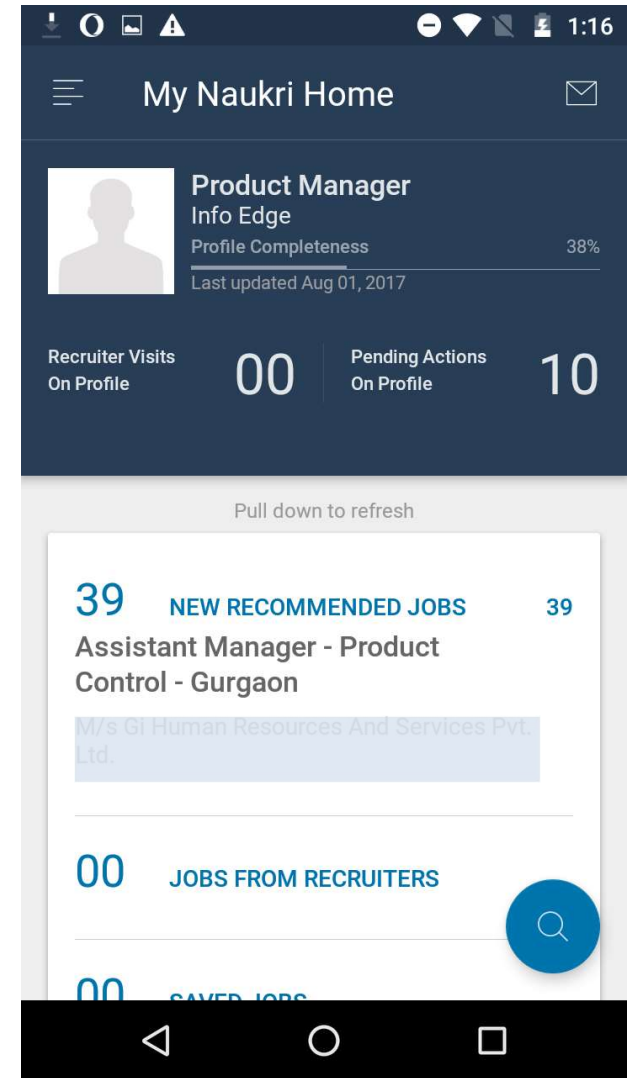 1:16
My Naukri Home
Product Manager
Info Edge
Profile Completeness 38%
Last updated Aug 01, 2017
Recruiter Visits
On Profile
00
Pending Actions
On Profile
10
Pull down to refresh
39 NEW RECOMMENDED JOBS 39
Assistant Manager - Product
Control - Gurgaon
M/s Gi Human Resources And Services Pvt.
Ltd.
00 JOBS FROM RECRUITERS
00 SAVED JOBS